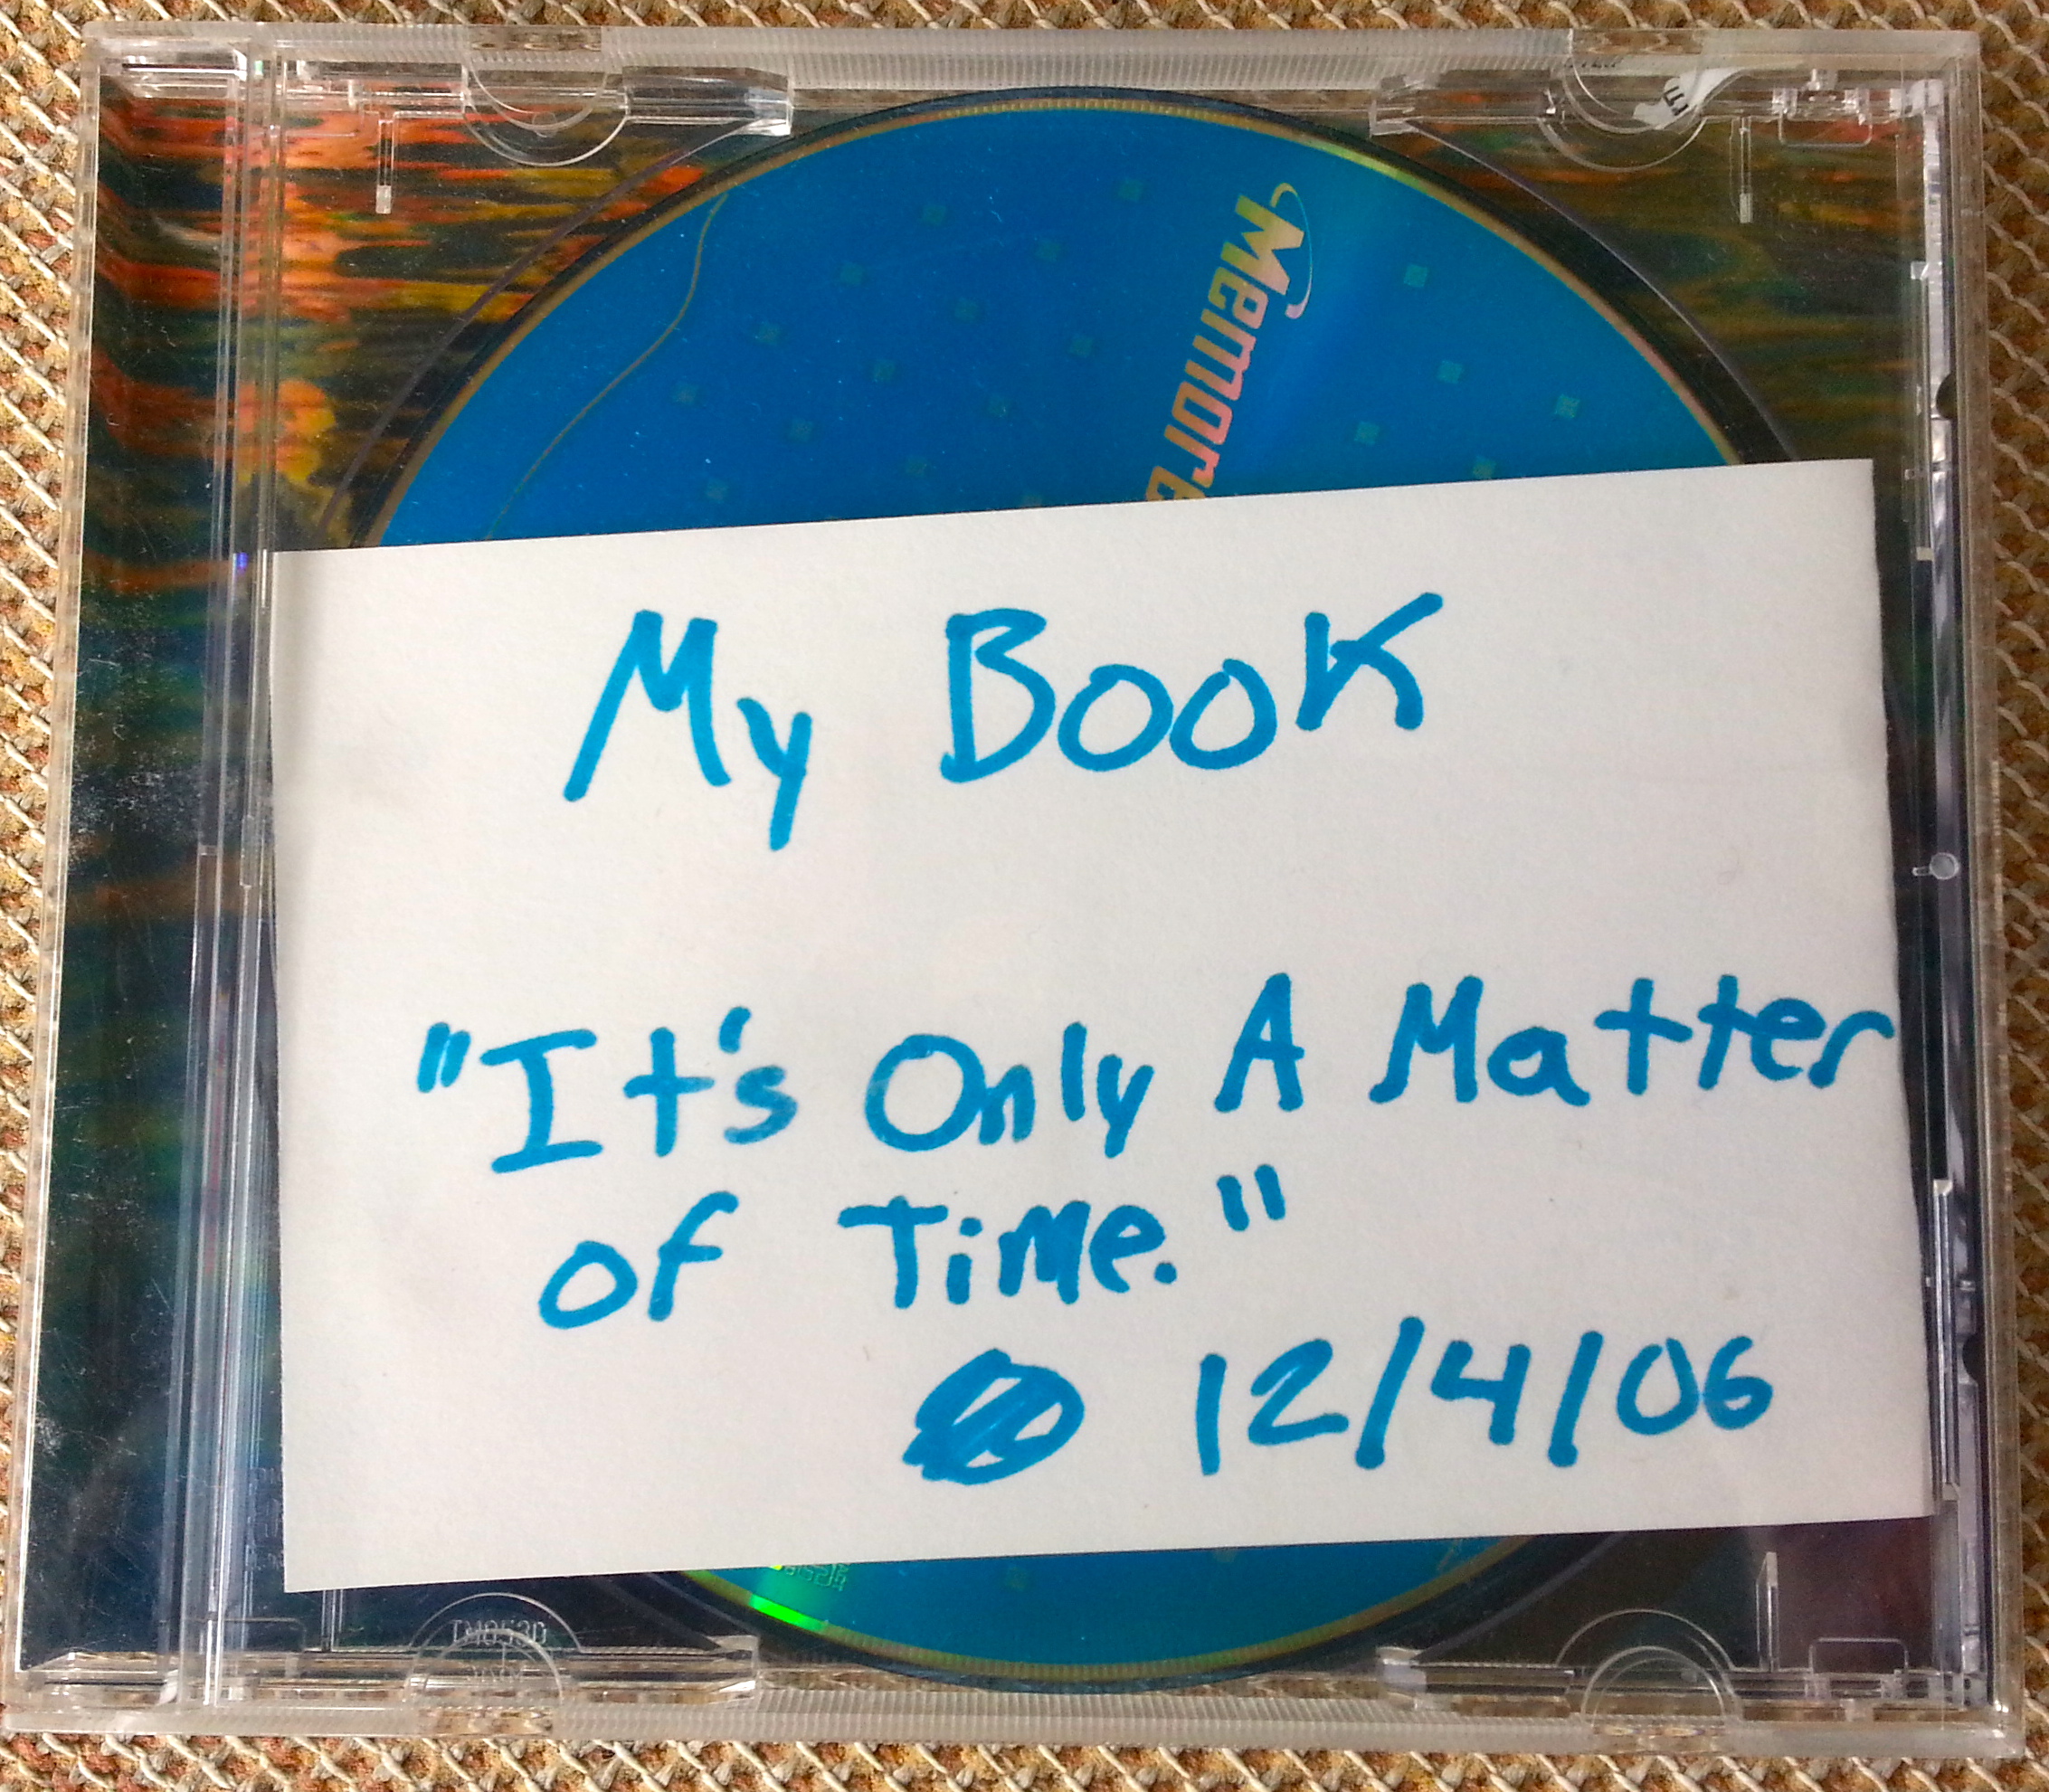 Memore
My Book
"It's Only A Matter
of Time."
12/4/06